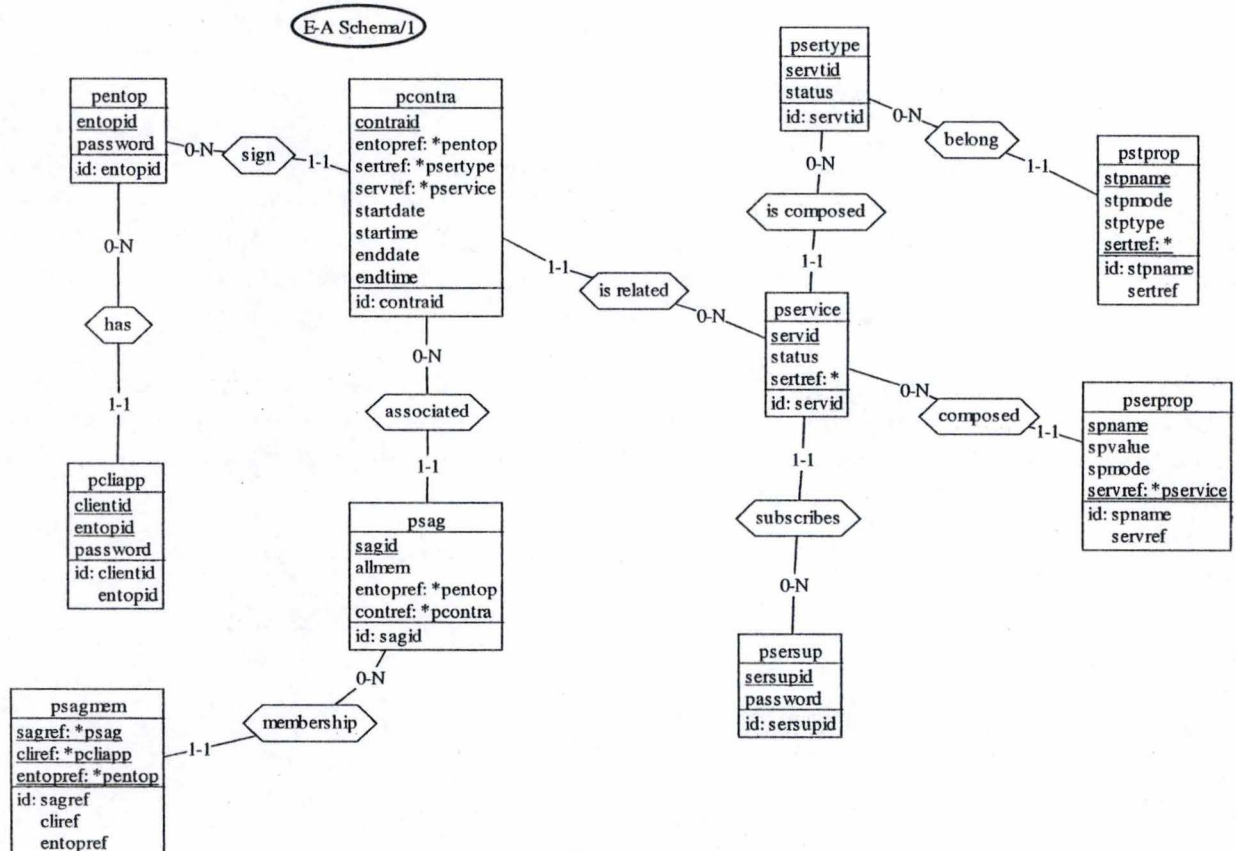 E-A Schema/1
pentop
entopid
password
id: entopid
0-N
sign
1-1
pcontra
contraid
entopref: *pentop
sertref: *psertype
servref: *pservice
startdate
startime
enddate
endtime
id: contraid
psertype
servtid
status
id: servtid
0-N
belong
1-1
pstprop
stpname
stpmode
stptype
sertref: *
id: stpname
sertref
0-N
is composed
1-1
0-N
has
1-1
1-1
is related
0-N
pservice
servid
status
sertref: *
id: servid
0-N
composed
1-1
pserprop
spname
spvalue
spmode
servref: *pservice
id: spname
servref
0-N
associated
1-1
pcliapp
clientid
entopid
password
id: clientid
entopid
psag
sagid
allmem
entopref: *pentop
contref: *pcontra
id: sagid
1-1
subscribes
0-N
psersup
sersupid
password
id: sersupid
0-N
membership
1-1
psagmem
sagref: *psag
cliref: *pcliapp
entopref: *pentop
id: sagref
cliref
entopref